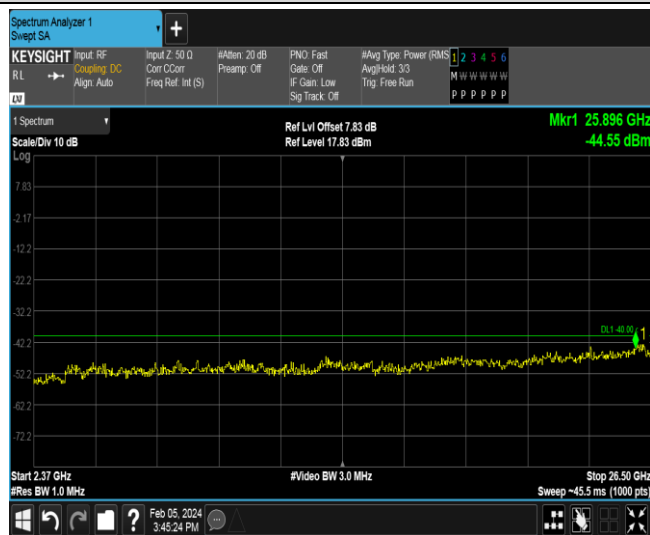 Spectrum Analyzer 1
Swept SA
+
KEYSIGHT
RL
LXI
Input: RF
Coupling: DC
Align: Auto
Input Z: 50 Ω
Corr CCorr
Freq Ref: Int (S)
#Atten: 20 dB
Preamp: Off
PNO: Fast
Gate: Off
IF Gain: Low
Sig Track: Off
#Avg Type: Power (RMS
Avg|Hold: 3/3
Trig: Free Run
1 2 3 4 5 6
M W W W W W
P P P P P P
1 Spectrum
Scale/Div 10 dB
Log
Ref Lvl Offset 7.83 dB
Ref Level 17.83 dBm
Mkr1 25.896 GHz
-44.55 dBm
7.83
-2.17
-12.2
-22.2
-32.2
-42.2
-52.2
-62.2
-72.2
DL1 -40.00
1
Start 2.37 GHz
#Res BW 1.0 MHz
#Video BW 3.0 MHz
Stop 26.50 GHz
Sweep ~45.5 ms (1000 pts)
?
Feb 05, 2024
3:45:24 PM